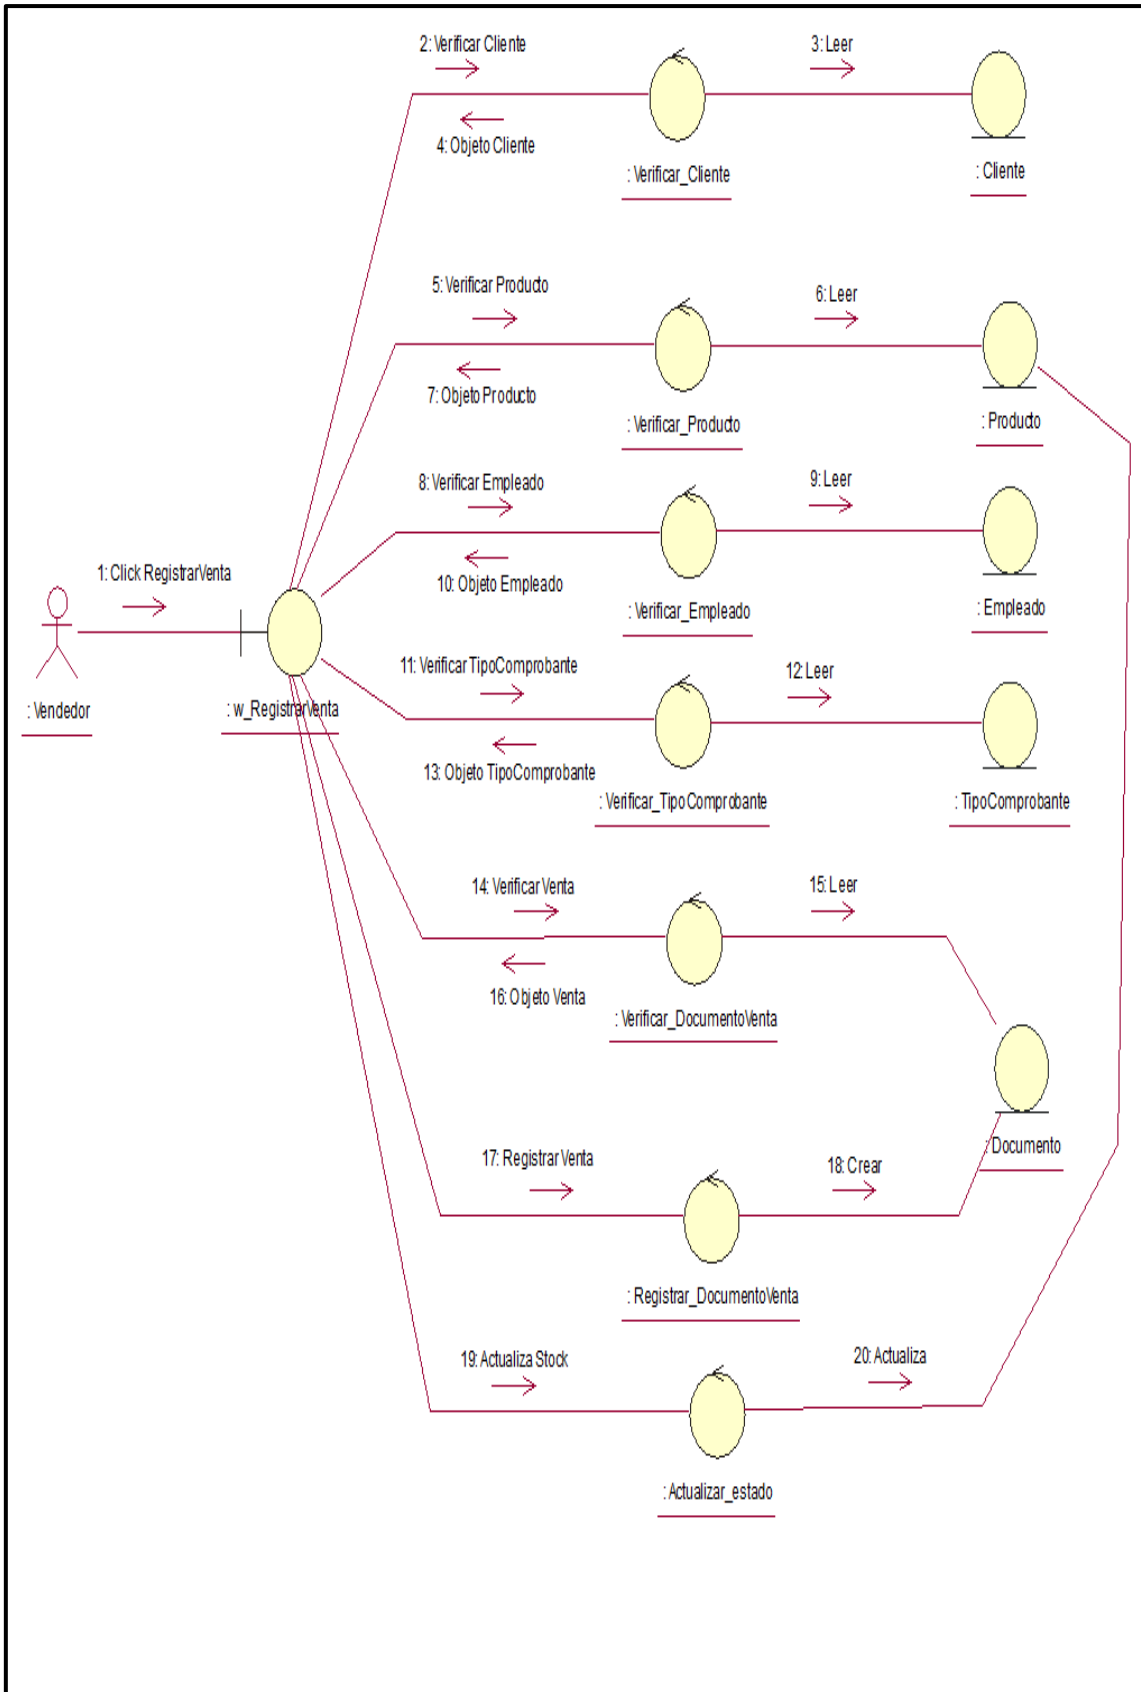 2: Verificar Cliente
3: Leer
4: Objeto Cliente
: Verificar_Cliente
: Cliente
5: Verificar Producto
6: Leer
7: Objeto Producto
: Verificar_Producto
: Producto
8: Verificar Empleado
9: Leer
10: Objeto Empleado
: Verificar_Empleado
: Empleado
1: Click RegistrarVenta
: Vendedor
: w_RegistrarVenta
11: Verificar TipoComprobante
12: Leer
13: Objeto TipoComprobante
: Verificar_TipoComprobante
: TipoComprobante
14: Verificar Venta
15: Leer
16: Objeto Venta
: Verificar_DocumentoVenta
: Documento
17: Registrar Venta
18: Crear
: Registrar_DocumentoVenta
19: Actualiza Stock
20: Actualiza
: Actualizar_estado